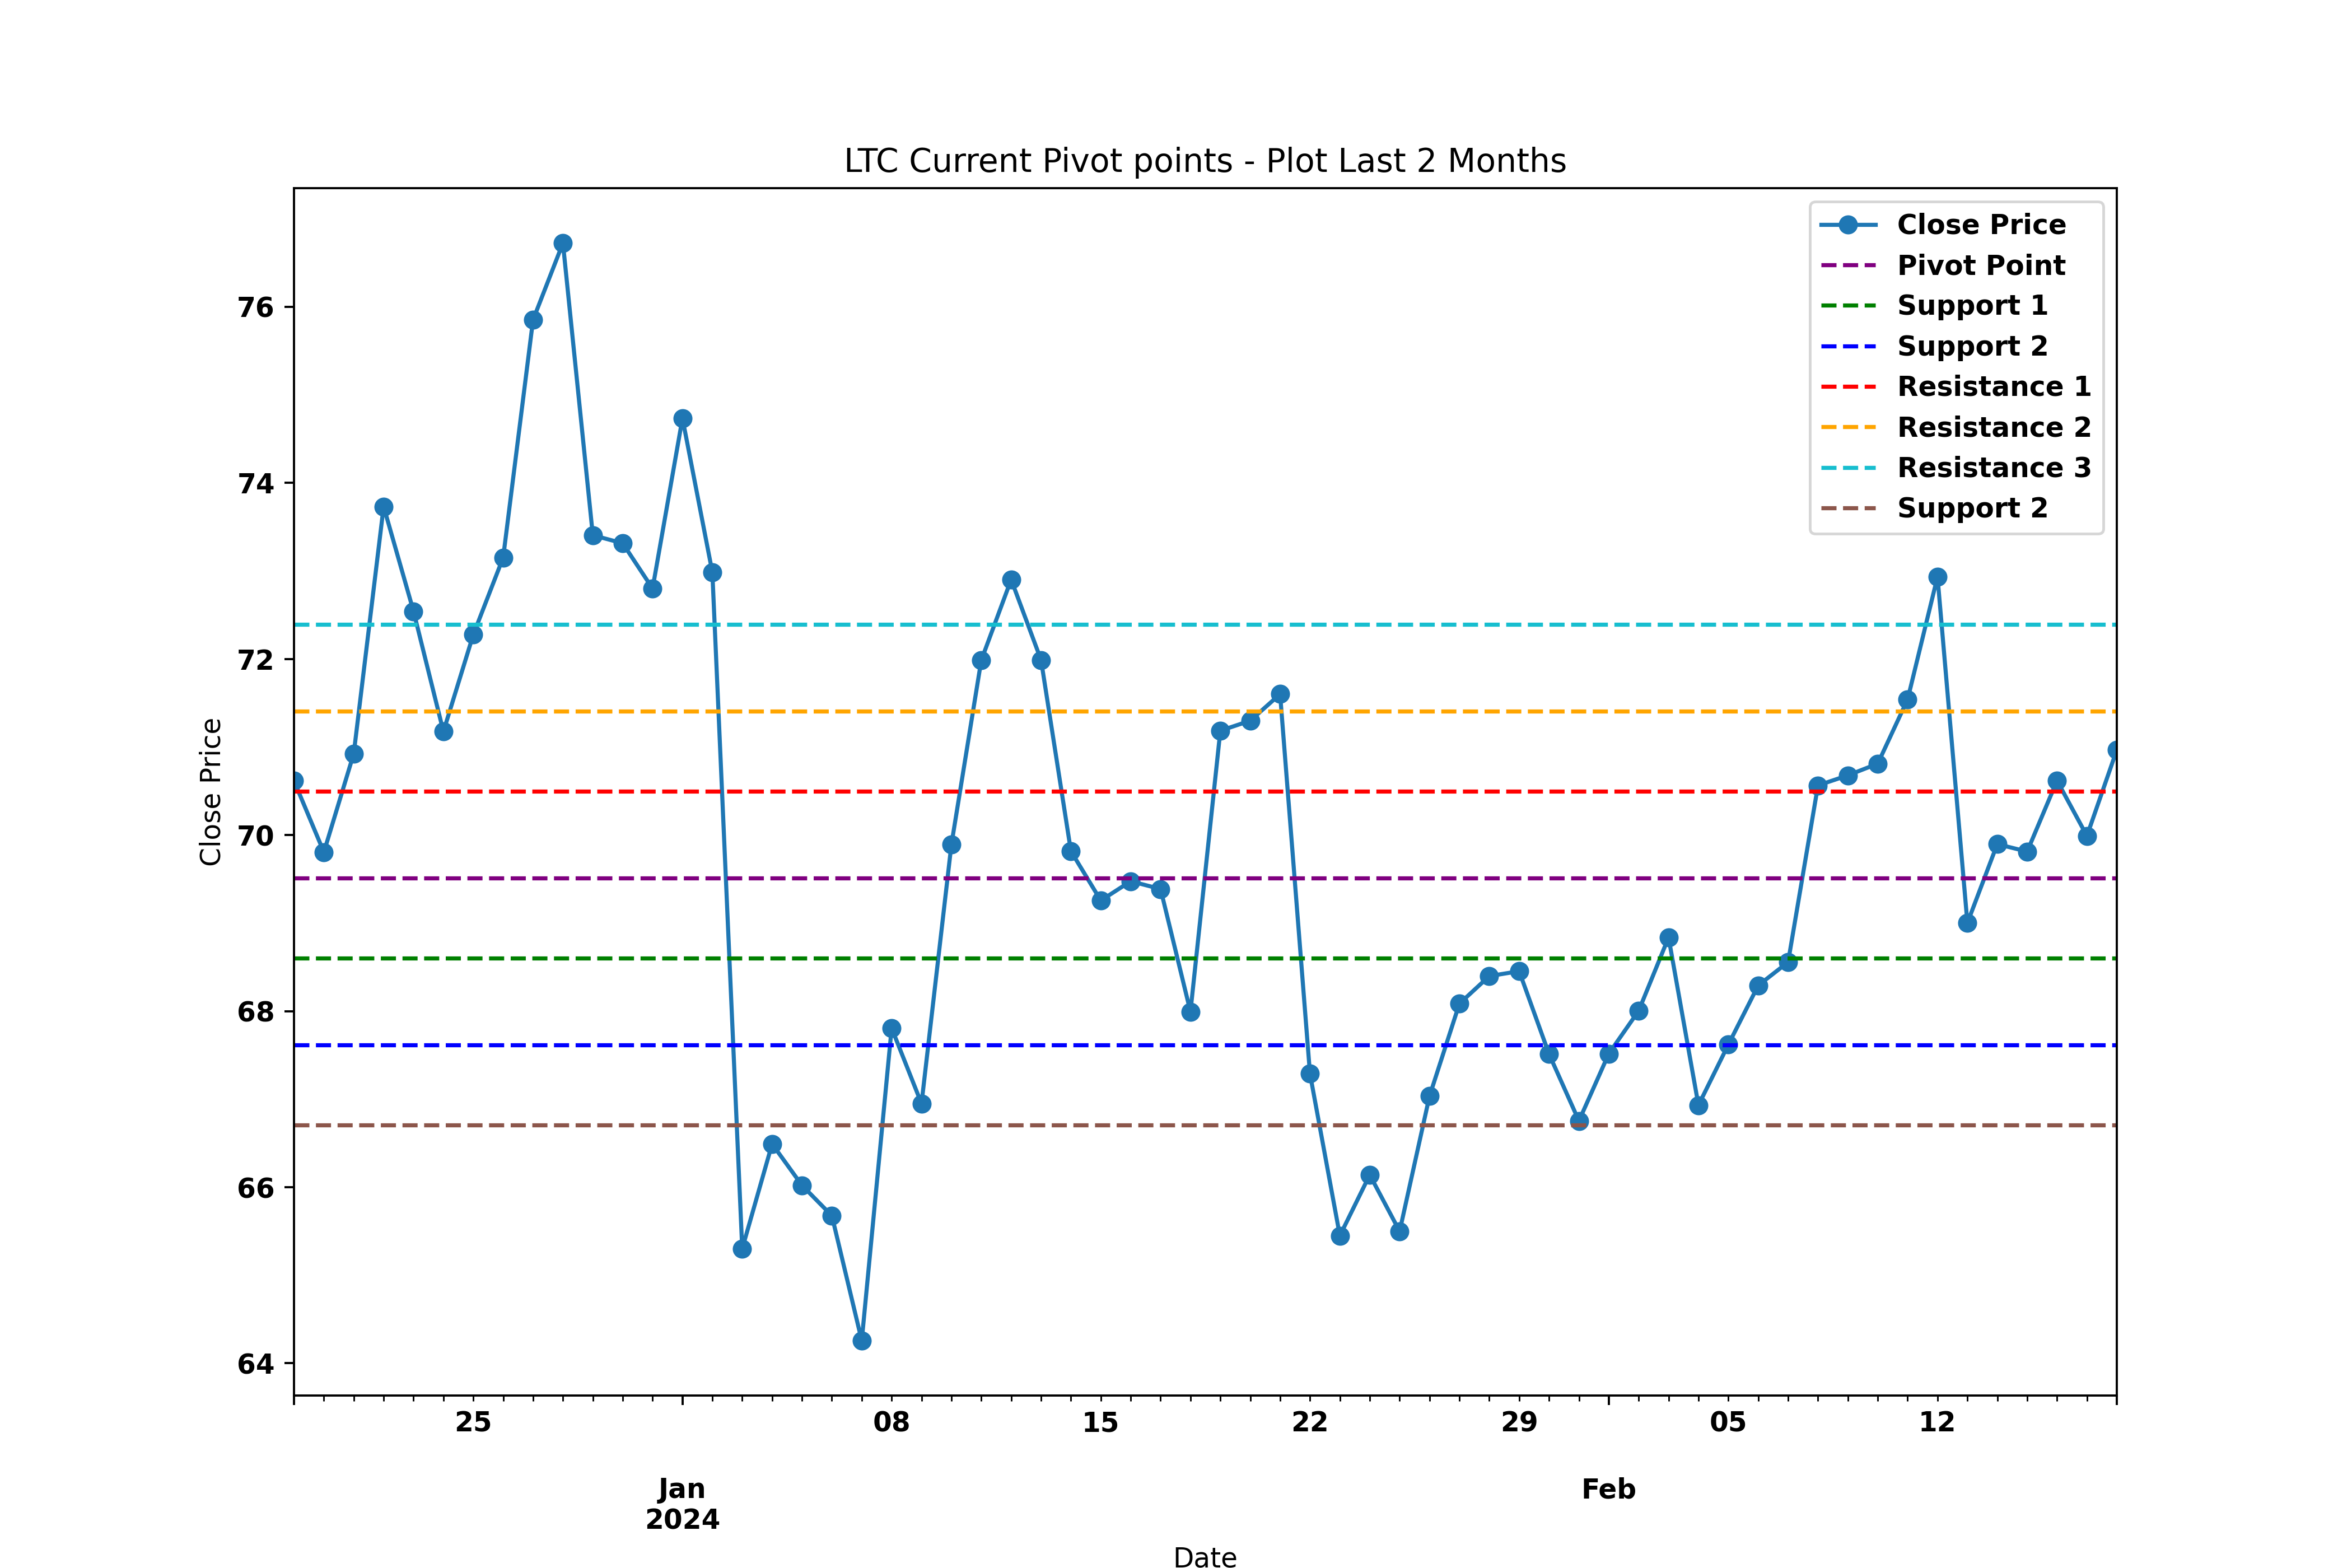 LTC Current Pivot points - Plot Last 2 Months
Close Price
Pivot Point
Support 1
Support 2
Resistance 1
Resistance 2
Resistance 3
Support 2
76
74
72
70
68
66
64
Close Price
25
08
15
22
29
05
12
Jan
2024
Feb
Date